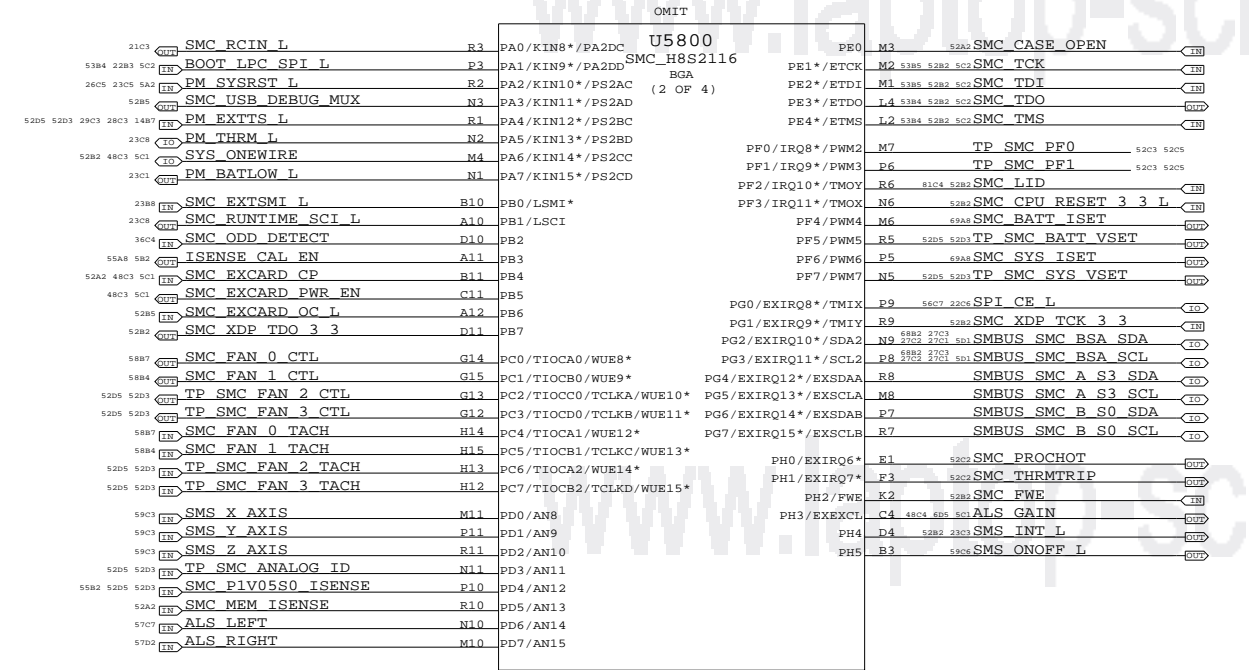 www.laptop-sc
OMIT
U5800
SMC_H8S2116
BGA
(2 OF 4)
21C3 OUT SMC_RCIN_L R3 PA0/KIN8*/PA2DC
53B4 22B3 5C2 IN BOOT_LPC_SPI_L P3 PA1/KIN9*/PA2DD
26C5 23C5 5A2 IN PM_SYSRST_L R2 PA2/KIN10*/PS2AC
52B5 OUT SMC_USB_DEBUG_MUX N3 PA3/KIN11*/PS2AD
52D5 52D3 29C3 28C3 14B7 IN PM_EXTTS_L R1 PA4/KIN12*/PS2BC
23C8 IO PM_THRM_L N2 PA5/KIN13*/PS2BD
52B2 48C3 5C1 IO SYS_ONEWIRE M4 PA6/KIN14*/PS2CC
23C1 OUT PM_BATLOW_L N1 PA7/KIN15*/PS2CD
23B8 IN SMC_EXTSMI_L B10 PB0/LSMI*
23C8 OUT SMC_RUNTIME_SCI_L A10 PB1/LSCI
36C4 IN SMC_ODD_DETECT D10 PB2
55A8 5B2 OUT ISENSE_CAL_EN A11 PB3
52A2 48C3 5C1 IN SMC_EXCARD_CP B11 PB4
48C3 5C1 OUT SMC_EXCARD_PWR_EN C11 PB5
52B5 IN SMC_EXCARD_OC_L A12 PB6
52B2 OUT SMC_XDP_TDO_3_3 D11 PB7
58B7 OUT SMC_FAN_0_CTL G14 PC0/TIOCA0/WUE8*
58B4 OUT SMC_FAN_1_CTL G15 PC1/TIOCB0/WUE9*
52D5 52D3 OUT TP_SMC_FAN_2_CTL G13 PC2/TIOCC0/TCLKA/WUE10*
52D5 52D3 OUT TP_SMC_FAN_3_CTL G12 PC3/TIOCD0/TCLKB/WUE11*
58B7 IN SMC_FAN_0_TACH H14 PC4/TIOCA1/WUE12*
58B4 IN SMC_FAN_1_TACH H15 PC5/TIOCB1/TCLKC/WUE13*
52D5 52D3 IN TP_SMC_FAN_2_TACH H13 PC6/TIOCA2/WUE14*
52D5 52D3 IN TP_SMC_FAN_3_TACH H12 PC7/TIOCB2/TCLKD/WUE15*
59C3 IN SMS_X_AXIS M11 PD0/AN8
59C3 IN SMS_Y_AXIS P11 PD1/AN9
59C3 IN SMS_Z_AXIS R11 PD2/AN10
52D5 52D3 IN TP_SMC_ANALOG_ID N11 PD3/AN11
55B2 52D5 52D3 IN SMC_P1V05S0_ISENSE P10 PD4/AN12
52A2 IN SMC_MEM_ISENSE R10 PD5/AN13
57C7 IN ALS_LEFT N10 PD6/AN14
57D2 IN ALS_RIGHT M10 PD7/AN15
PE0 M3 52A2 SMC_CASE_OPEN IN
PE1*/ETCK M2 53B5 52B2 5C2 SMC_TCK IN
PE2*/ETDI M1 53B5 52B2 5C2 SMC_TDI IN
PE3*/ETDO L4 53B4 52B2 5C2 SMC_TDO OUT
PE4*/ETMS L2 53B4 52B2 5C2 SMC_TMS IN
PF0/IRQ8*/PWM2 M7 TP_SMC_PF0 52C3 52C5
PF1/IRQ9*/PWM3 P6 TP_SMC_PF1 52C3 52C5
PF2/IRQ10*/TMOY R6 81C4 52B2 SMC_LID IN
PF3/IRQ11*/TMOX N6 52B2 SMC_CPU_RESET_3_3_L IN
PF4/PWM4 M6 69A8 SMC_BATT_ISET OUT
PF5/PWM5 R5 52D5 52D3 TP_SMC_BATT_VSET OUT
PF6/PWM6 P5 69A8 SMC_SYS_ISET OUT
PF7/PWM7 N5 52D5 52D3 TP_SMC_SYS_VSET OUT
PG0/EXIRQ8*/TMIX P9 56C7 22C6 SPI_CE_L IO
PG1/EXIRQ9*/TMIY R9 52B2 SMC_XDP_TCK_3_3 IN
PG2/EXIRQ10*/SDA2 N9 68B2 27C3 27C2 27C1 5D1 SMBUS_SMC_BSA_SDA IO
PG3/EXIRQ11*/SCL2 P8 68B2 27C3 27C2 27C1 5D1 SMBUS_SMC_BSA_SCL IO
PG4/EXIRQ12*/EXSDAA R8 SMBUS_SMC_A_S3_SDA IO
PG5/EXIRQ13*/EXSCLA M8 SMBUS_SMC_A_S3_SCL IO
PG6/EXIRQ14*/EXSDAB P7 SMBUS_SMC_B_S0_SDA IO
PG7/EXIRQ15*/EXSCLB R7 SMBUS_SMC_B_S0_SCL IO
PH0/EXIRQ6* E1 52C2 SMC_PROCHOT OUT
PH1/EXIRQ7* F3 52C2 SMC_THRMTRIP OUT
PH2/FWE K2 52B2 SMC_FWE IN
PH3/EXEXCL C4 48C4 6D5 5C1 ALS_GAIN OUT
PH4 D4 52B2 23C3 SMS_INT_L OUT
PH5 B3 59C6 SMS_ONOFF_L OUT
www.laptop-sc